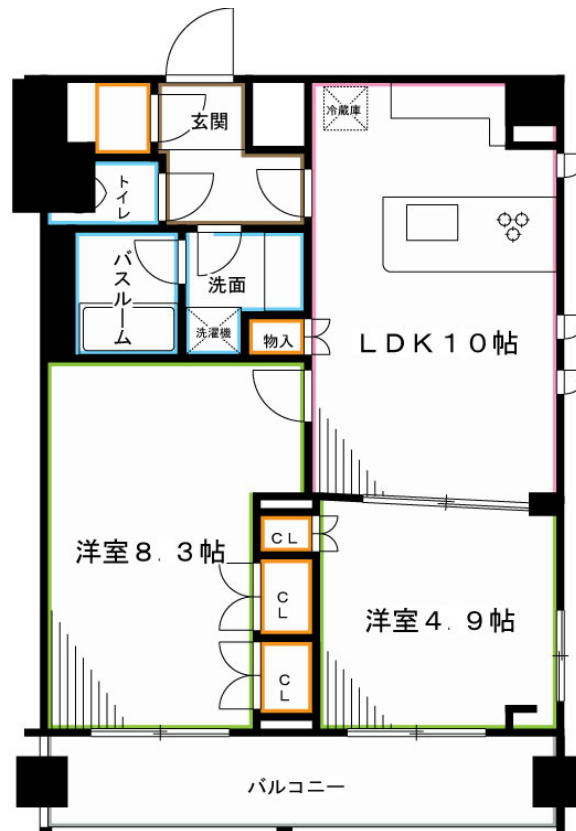 冷蔵庫
玄関
トイレ
バスルーム
洗面
洗濯機
物入
LDK10帖
CL
洋室8.3帖
CL
洋室4.9帖
CL
バルコニー